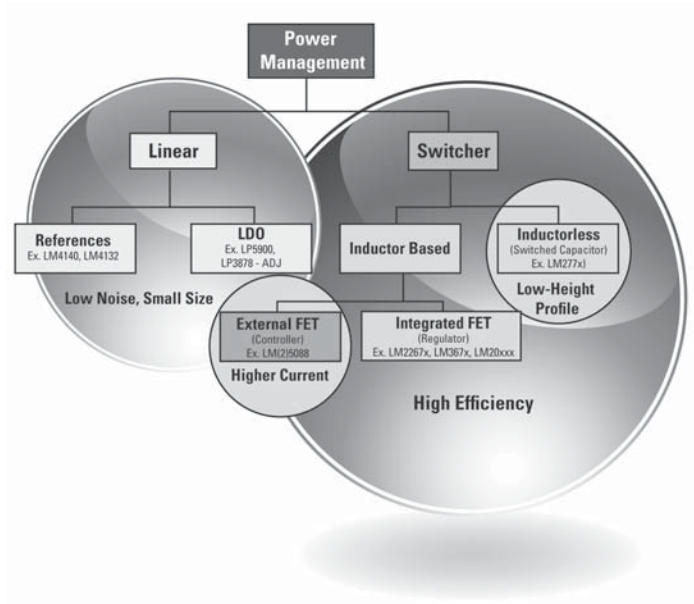 Power
Management
Linear
Switcher
References
Ex. LM4140, LM4132
LDO
Ex. LP5900,
LP3878 - ADJ
Low Noise, Small Size
Inductor Based
Inductorless
(Switched Capacitor)
Ex. LM277x)
Low-Height
Profile
External FET
(Controller)
Ex. LM(2)5088
Higher Current
Integrated FET
(Regulator)
Ex. LM2267x, LM367x, LM20xxx
High Efficiency